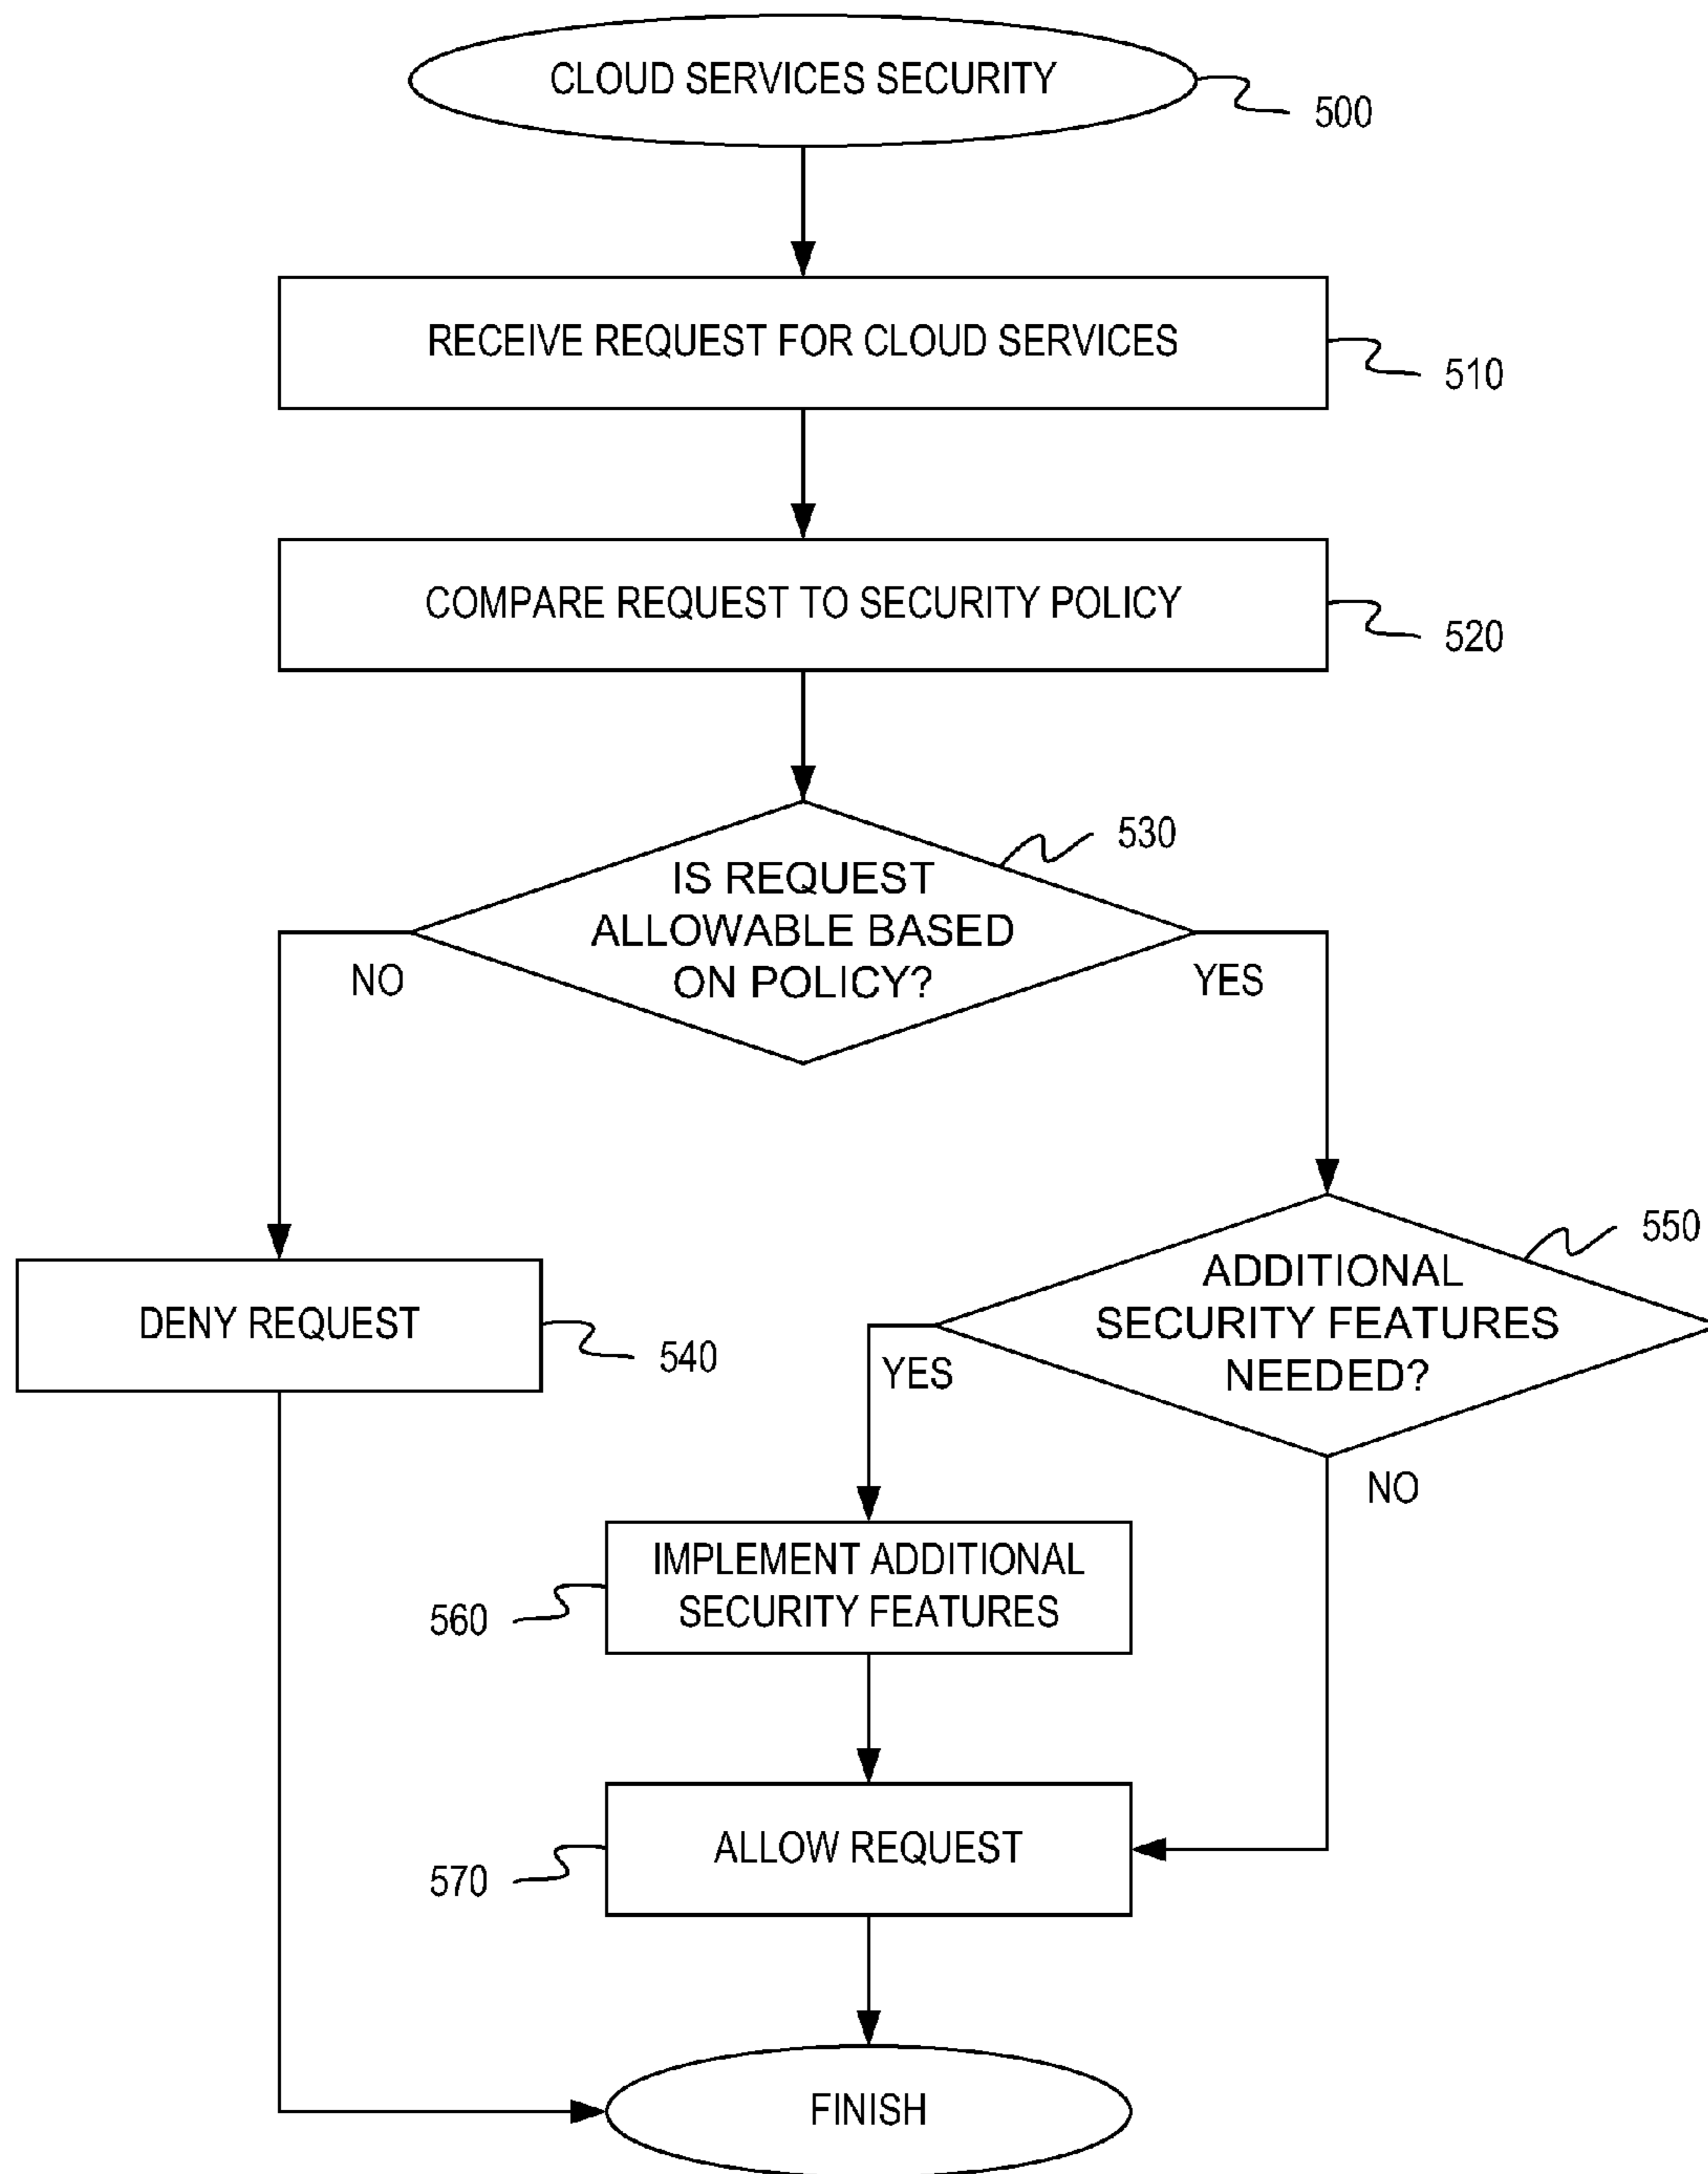 CLOUD SERVICES SECURITY
500
RECEIVE REQUEST FOR CLOUD SERVICES
510
COMPARE REQUEST TO SECURITY POLICY
520
530
IS REQUEST
ALLOWABLE BASED
ON POLICY?
NO
YES
550
ADDITIONAL
SECURITY FEATURES
NEEDED?
DENY REQUEST
540
YES
NO
IMPLEMENT ADDITIONAL
SECURITY FEATURES
560
ALLOW REQUEST
570
FINISH